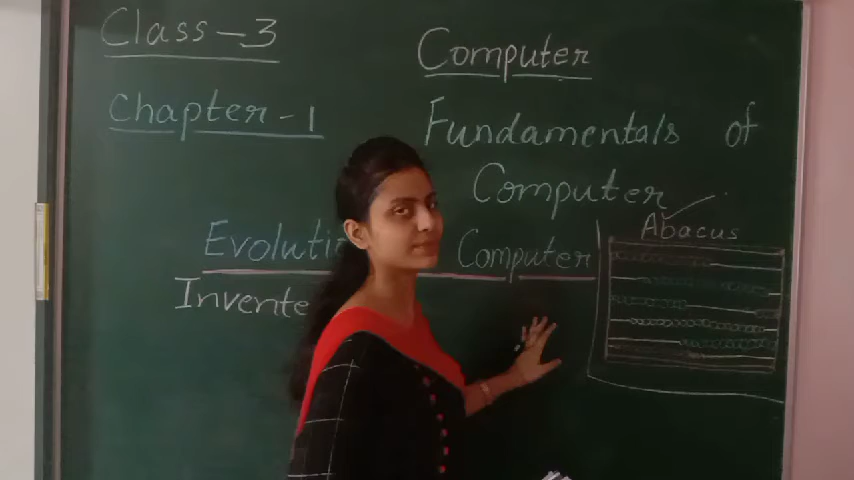 Class - 3
Computer
Chapter - 1
Fundamentals of
Computer
Abacus
Computer